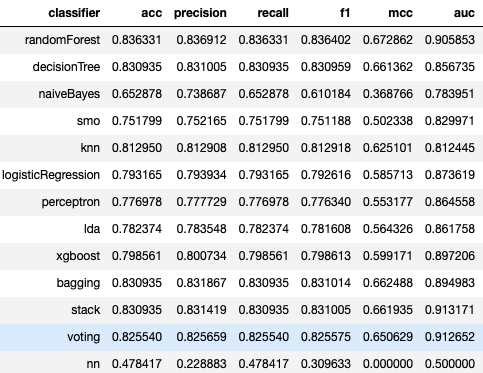 classifier acc precision recall f1 mcc auc
randomForest 0.836331 0.836912 0.836331 0.836402 0.672862 0.905853
decisionTree 0.830935 0.831005 0.830935 0.830959 0.661362 0.856735
naiveBayes 0.652878 0.738687 0.652878 0.610184 0.368766 0.783951
smo 0.751799 0.752165 0.751799 0.751188 0.502338 0.829971
knn 0.812950 0.812908 0.812950 0.812918 0.625101 0.812445
logisticRegression 0.793165 0.793934 0.793165 0.792616 0.585713 0.873619
perceptron 0.776978 0.777729 0.776978 0.776340 0.553177 0.864558
lda 0.782374 0.783548 0.782374 0.781608 0.564326 0.861758
xgboost 0.798561 0.800734 0.798561 0.798613 0.599171 0.897206
bagging 0.830935 0.831867 0.830935 0.831014 0.662488 0.894983
stack 0.830935 0.831419 0.830935 0.831005 0.661935 0.913171
voting 0.825540 0.825659 0.825540 0.825575 0.650629 0.912652
nn 0.478417 0.228883 0.478417 0.309633 0.000000 0.500000